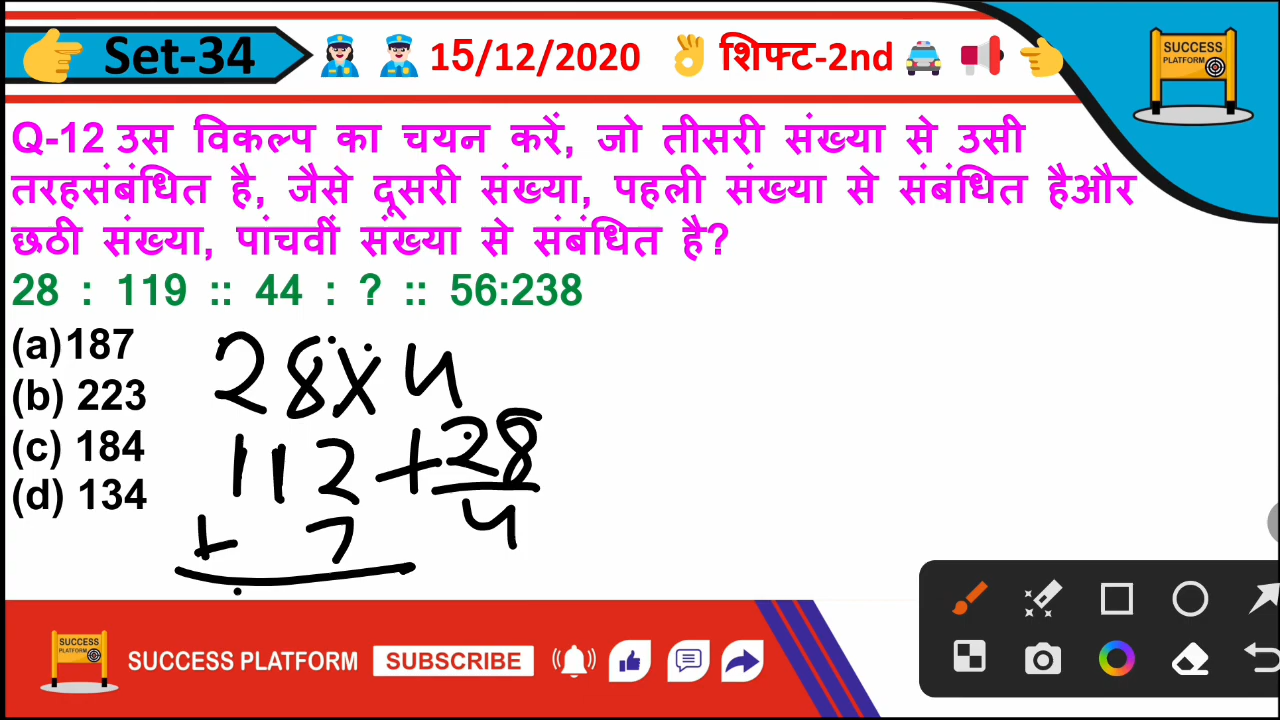 Set-34 15/12/2020 शिफ्ट-2nd
SUCCESS
PLATFORM
Q-12 उस विकल्प का चयन करें, जो तीसरी संख्या से उसी
तरहसंबंधित है, जैसे दूसरी संख्या, पहली संख्या से संबंधित हैऔर
छठी संख्या, पांचवीं संख्या से संबंधित है?
28 : 119 :: 44 : ? :: 56:238
(a)187
(b) 223
(c) 184
(d) 134
28x4
112+28
4
+ 7
SUCCESS
PLATFORM
SUCCESS PLATFORM SUBSCRIBE